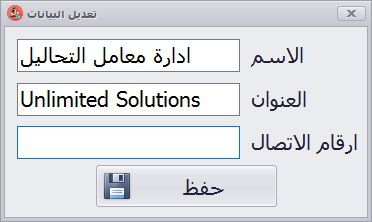 تعديل البيانات
الاسم ادارة معامل التحاليل
العنوان Unlimited Solutions
ارقام الاتصال
حفظ